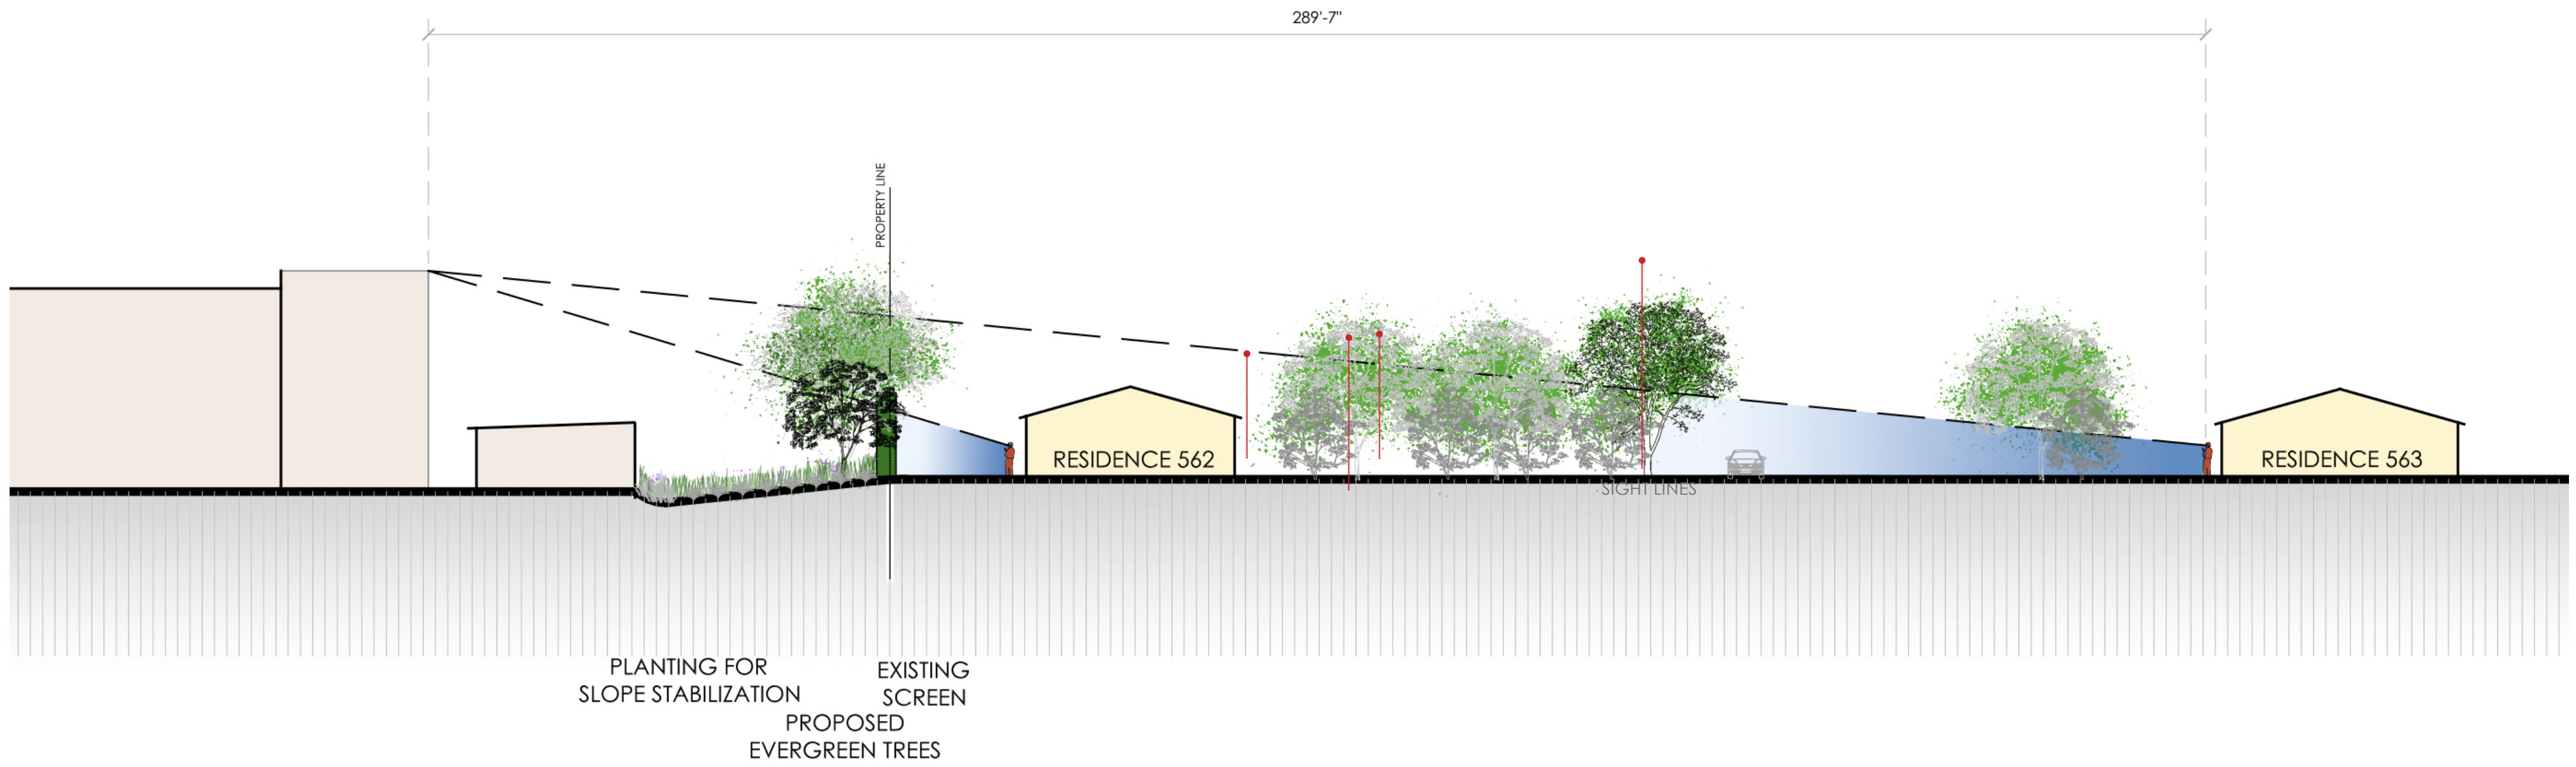 289'-7"
PROPERTY LINE
RESIDENCE 562
RESIDENCE 563
SIGHT LINES
PLANTING FOR
SLOPE STABILIZATION
EXISTING
SCREEN
PROPOSED
EVERGREEN TREES